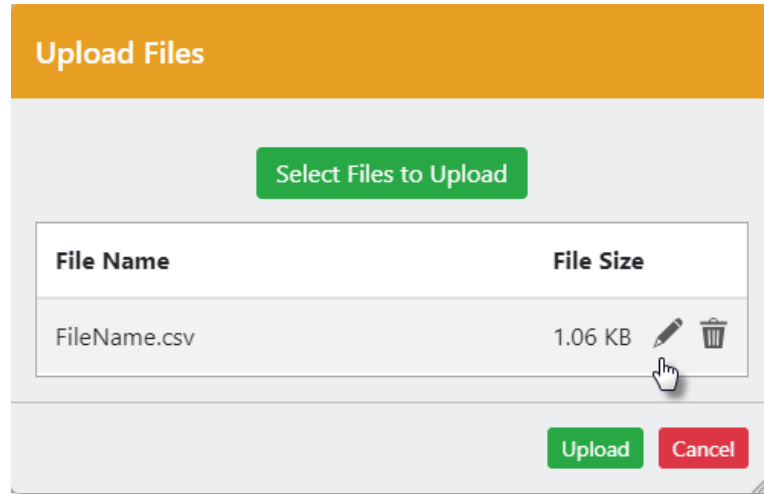 Upload Files
Select Files to Upload
File Name File Size
FileName.csv 1.06 KB
Upload Cancel